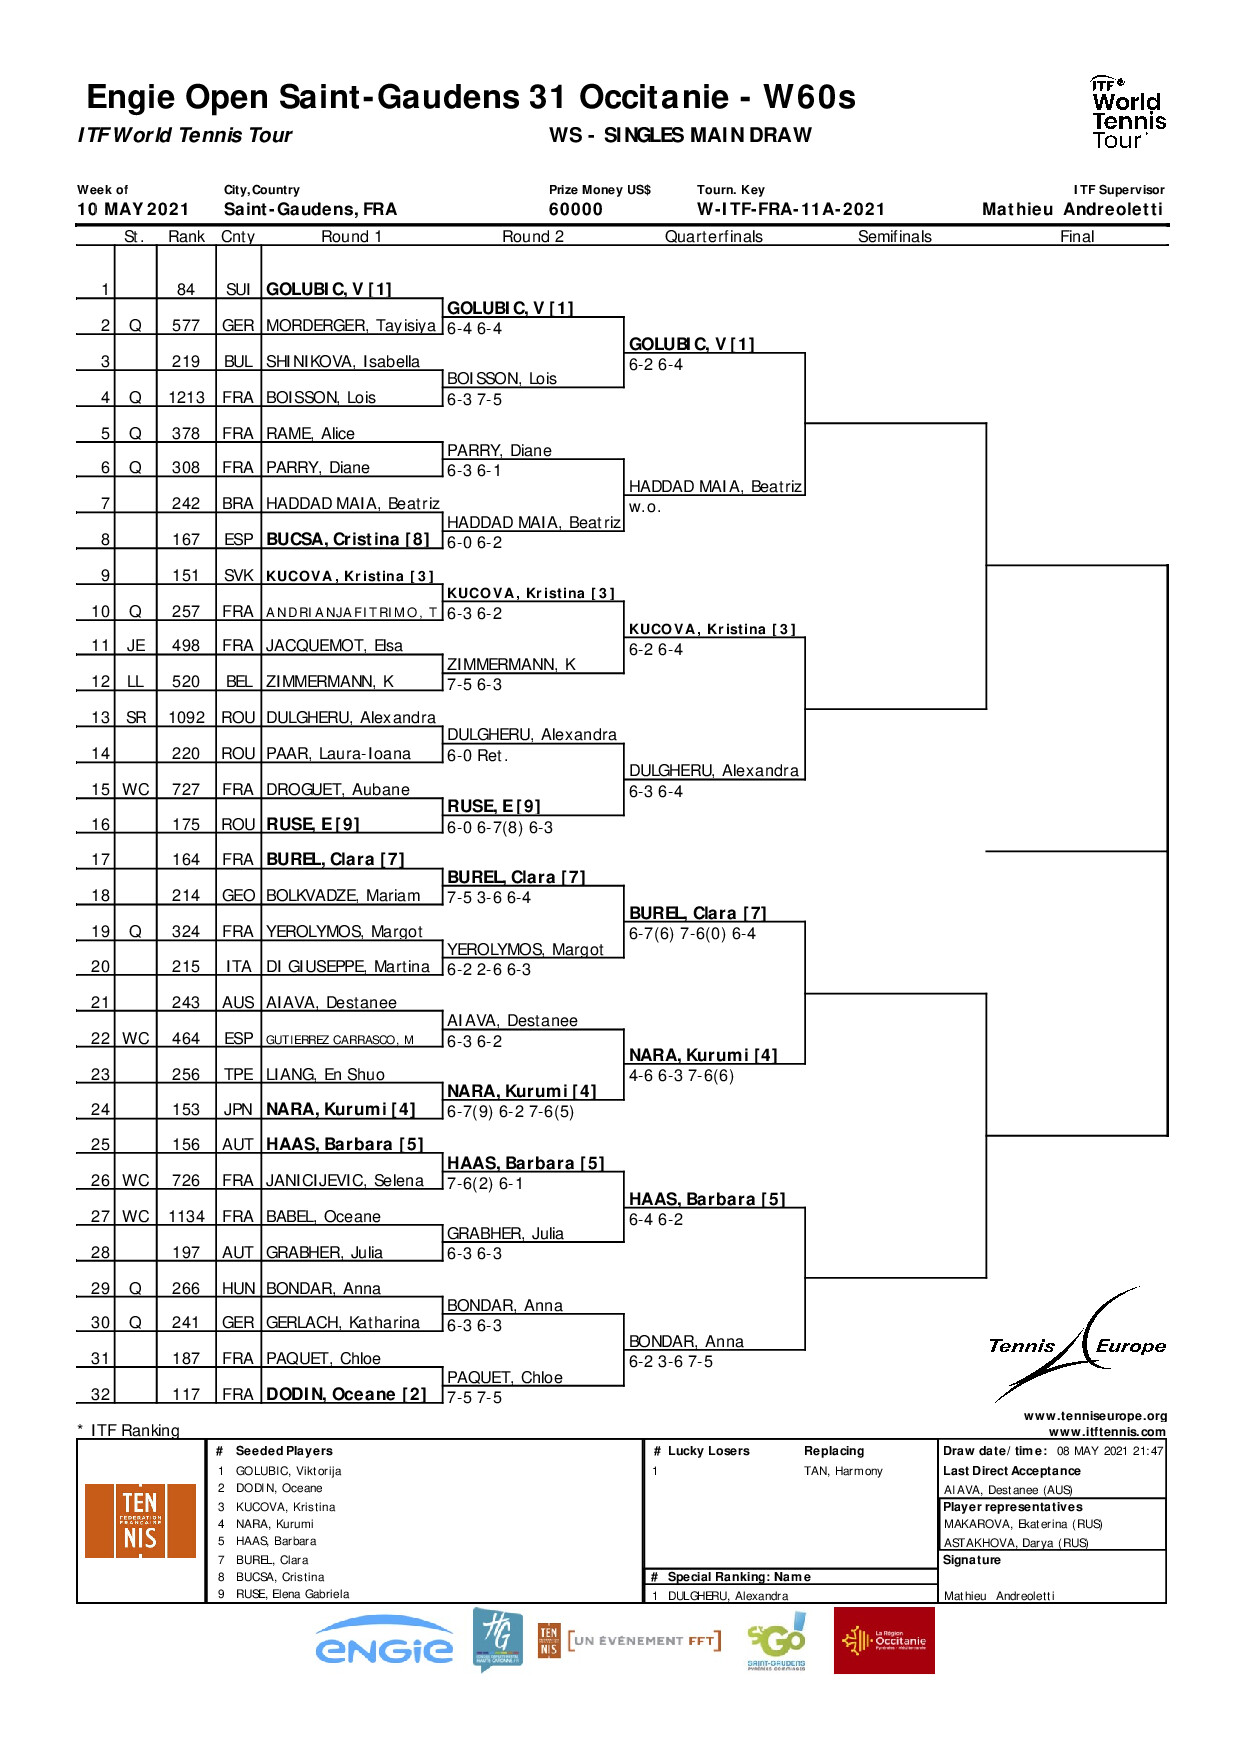 Engie Open Saint-Gaudens 31 Occitanie - W60s
ITF World Tennis Tour
ITF World Tennis Tour WS - SINGLES MAIN DRAW
Week of City,Country Prize Money US$ Tourn. Key ITF Supervisor
10 MAY 2021 Saint-Gaudens, FRA 60000 W-ITF-FRA-11A-2021 Mathieu Andreoletti
St. Rank Cnty Round 1 Round 2 Quarterfinals Semifinals Final
1 84 SUI GOLUBIC, V [1]
GOLUBIC, V [1]
2 Q 577 GER MORDERGER, Tayisiya 6-4 6-4
GOLUBIC, V [1]
3 219 BUL SHINIKOVA, Isabella 6-2 6-4
BOISSON, Lois
4 Q 1213 FRA BOISSON, Lois 6-3 7-5
5 Q 378 FRA RAME, Alice
PARRY, Diane
6 Q 308 FRA PARRY, Diane 6-3 6-1
HADDAD MAIA, Beatriz
7 242 BRA HADDAD MAIA, Beatriz w.o.
HADDAD MAIA, Beatriz
8 167 ESP BUCSA, Cristina [8] 6-0 6-2
9 151 SVK KUCOVA, Kristina [3]
KUCOVA, Kristina [3]
10 Q 257 FRA ANDRIANJAFITRIMO, T 6-3 6-2
KUCOVA, Kristina [3]
11 JE 498 FRA JACQUEMOT, Elsa 6-2 6-4
ZIMMERMANN, K
12 LL 520 BEL ZIMMERMANN, K 7-5 6-3
13 SR 1092 ROU DULGHERU, Alexandra
DULGHERU, Alexandra
14 220 ROU PAAR, Laura-Ioana 6-0 Ret.
DULGHERU, Alexandra
15 WC 727 FRA DROGUET, Aubane 6-3 6-4
RUSE, E [9]
16 175 ROU RUSE, E [9] 6-0 6-7(8) 6-3
17 164 FRA BUREL, Clara [7]
BUREL, Clara [7]
18 214 GEO BOLKVADZE, Mariam 7-5 3-6 6-4
BUREL, Clara [7]
19 Q 324 FRA YEROLYMOS, Margot 6-7(6) 7-6(0) 6-4
YEROLYMOS, Margot
20 215 ITA DI GIUSEPPE, Martina 6-2 2-6 6-3
21 243 AUS AIAVA, Destanee
AIAVA, Destanee
22 WC 464 ESP GUTIERREZ CARRASCO, M 6-3 6-2
NARA, Kurumi [4]
23 256 TPE LIANG, En Shuo 4-6 6-3 7-6(6)
NARA, Kurumi [4]
24 153 JPN NARA, Kurumi [4] 6-7(9) 6-2 7-6(5)
25 156 AUT HAAS, Barbara [5]
HAAS, Barbara [5]
26 WC 726 FRA JANICIJEVIC, Selena 7-6(2) 6-1
HAAS, Barbara [5]
27 WC 1134 FRA BABEL, Oceane 6-4 6-2
GRABHER, Julia
28 197 AUT GRABHER, Julia 6-3 6-3
29 Q 266 HUN BONDAR, Anna
BONDAR, Anna
30 Q 241 GER GERLACH, Katharina 6-3 6-3
BONDAR, Anna
31 187 FRA PAQUET, Chloe 6-2 3-6 7-5
PAQUET, Chloe
32 117 FRA DODIN, Oceane [2] 7-5 7-5
Tennis Europe
www.tenniseurope.org
* ITF Ranking www.itftennis.com
# Seeded Players # Lucky Losers Replacing Draw date/time: 08 MAY 2021 21:47
1 GOLUBIC, Viktorija 1 TAN, Harmony Last Direct Acceptance
2 DODIN, Oceane AIAVA, Destanee (AUS)
3 KUCOVA, Kristina Player representatives
4 NARA, Kurumi MAKAROVA, Ekaterina (RUS)
5 HAAS, Barbara ASTAKHOVA, Darya (RUS)
7 BUREL, Clara Signature
8 BUCSA, Cristina # Special Ranking: Name
9 RUSE, Elena Gabriela 1 DULGHERU, Alexandra Mathieu Andreoletti
TEN
FÉDÉRATION
FRANÇAISE
NIS
ENGIE
HG
TEN
NIS
[UN ÉVÉNEMENT FFT]
GO
SAINT-GAUDENS
La Région
Occitanie
Pyrénées - Méditerranée